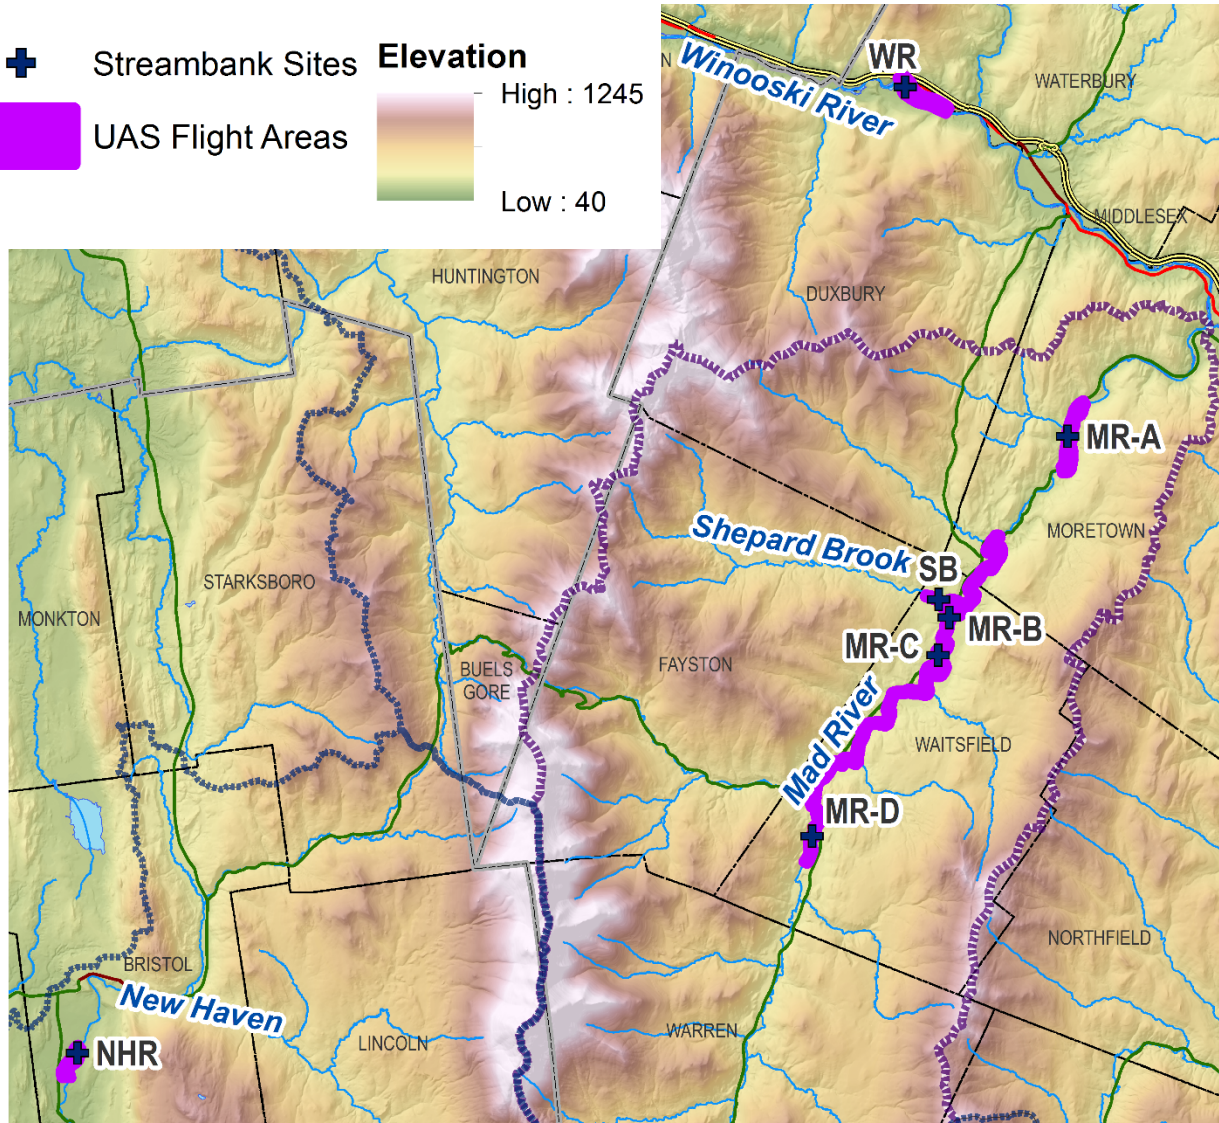 Streambank Sites
UAS Flight Areas
Elevation
High : 1245
Low : 40
N
Winooski River
WR
WATERBURY
MIDDLESEX
HUNTINGTON
DUXBURY
MR-A
MORETOWN
Shepard Brook
SB
MR-B
MR-C
STARKSBORO
MONKTON
BUELS
GORE
FAYSTON
Mad River
WAITSFIELD
MR-D
BRISTOL
New Haven
NORTHFIELD
NHR
LINCOLN
WARREN